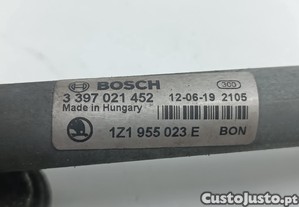 BOSCH
3 397 021 452 12-06-19 2105
Made in Hungary
1Z1 955 023 E BON
CustoJusto.pt